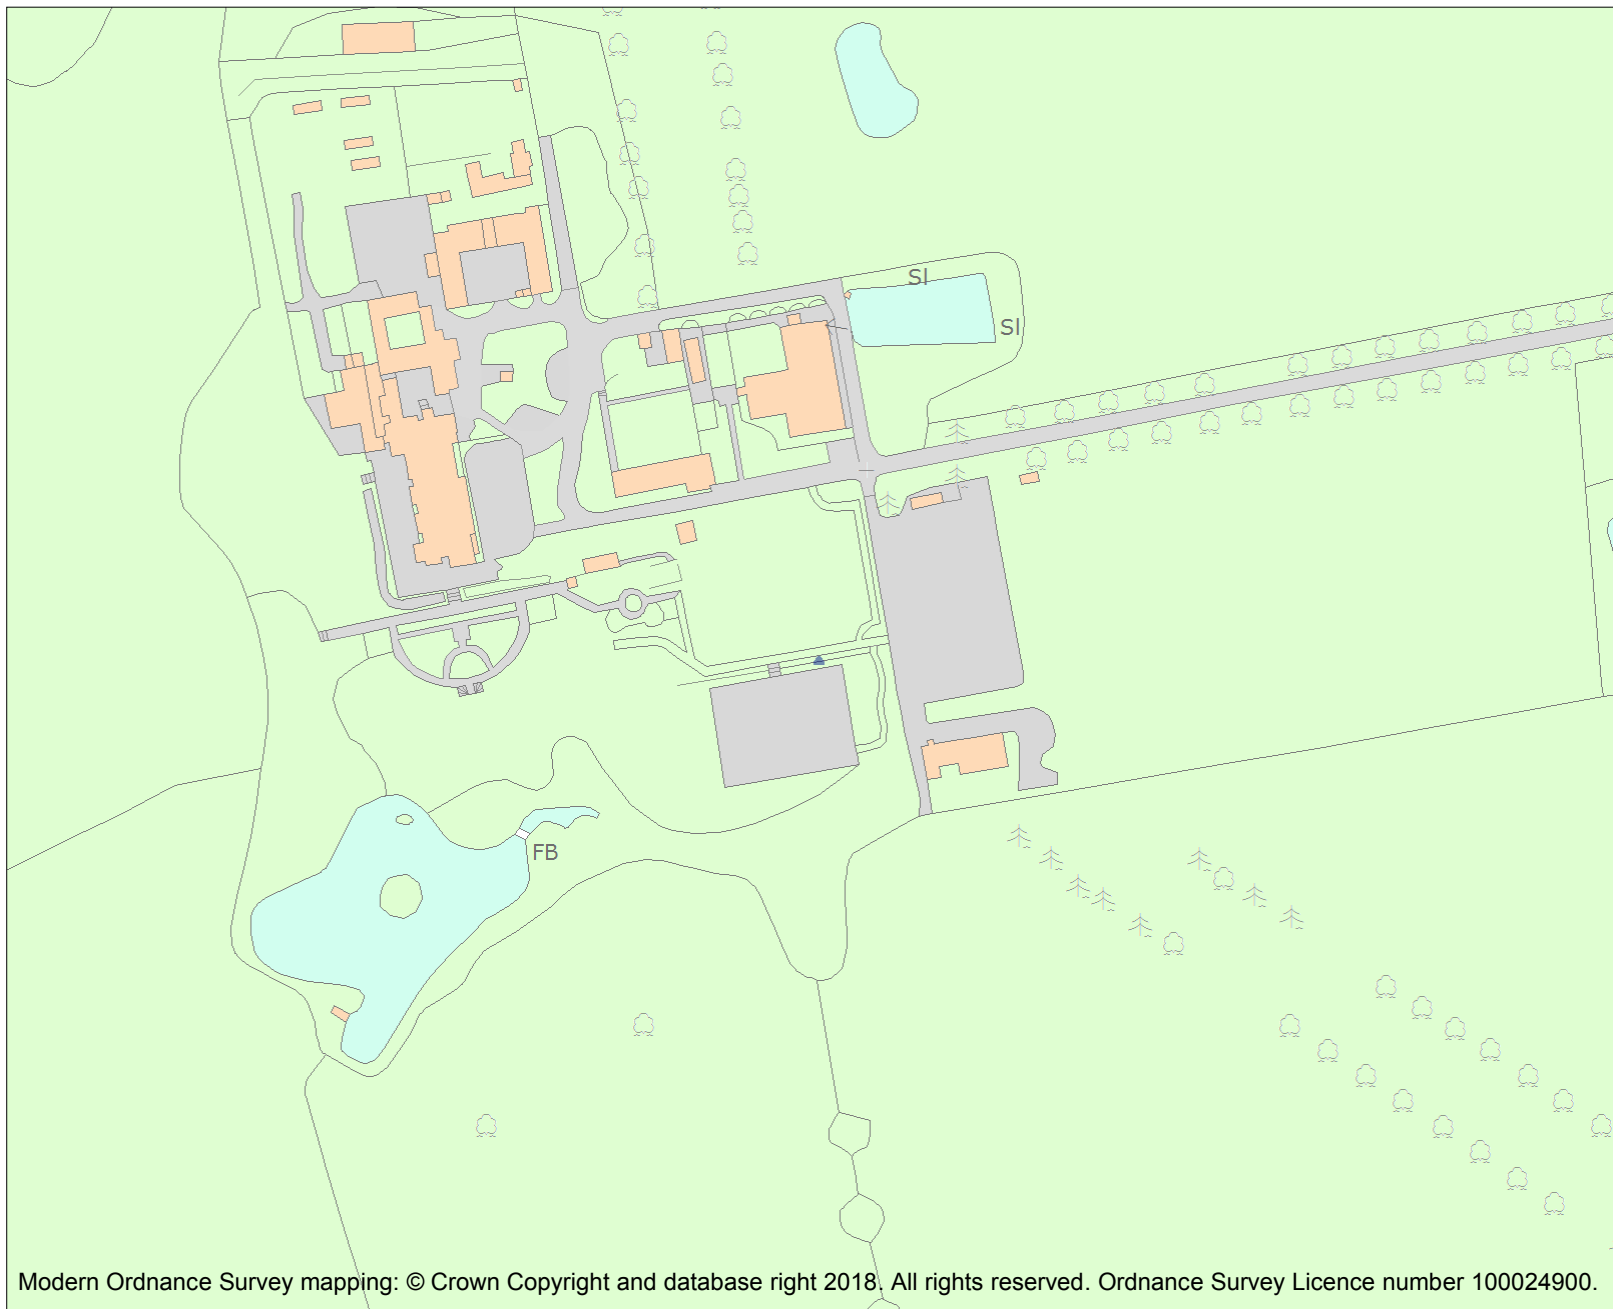 Sl
Sl
FB
Modern Ordnance Survey mapping: © Crown Copyright and database right 2018. All rights reserved. Ordnance Survey Licence number 100024900.